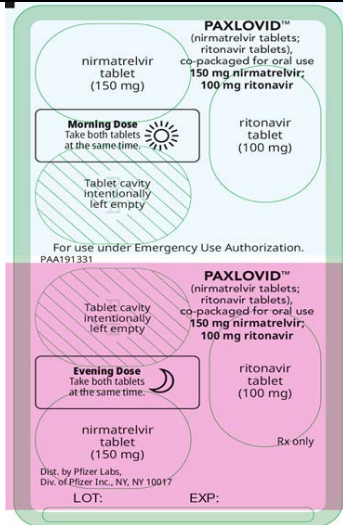 PAXLOVID™
(nirmatrelvir tablets;
ritonavir tablets),
co-packaged for oral use
150 mg nirmatrelvir;
100 mg ritonavir
nirmatrelvir
tablet
(150 mg)
Morning Dose
Take both tablets
at the same time.
ritonavir
tablet
(100 mg)
Tablet cavity
intentionally
left empty
For use under Emergency Use Authorization.
PAA191331
PAXLOVID™
(nirmatrelvir tablets;
ritonavir tablets),
co-packaged for oral use
150 mg nirmatrelvir;
100 mg ritonavir
Tablet cavity
intentionally
left empty
Evening Dose
Take both tablets
at the same time.
ritonavir
tablet
(100 mg)
nirmatrelvir
tablet
(150 mg)
Rx only
Dist. by Pfizer Labs,
Div. of Pfizer Inc., NY, NY 10017
LOT: EXP: